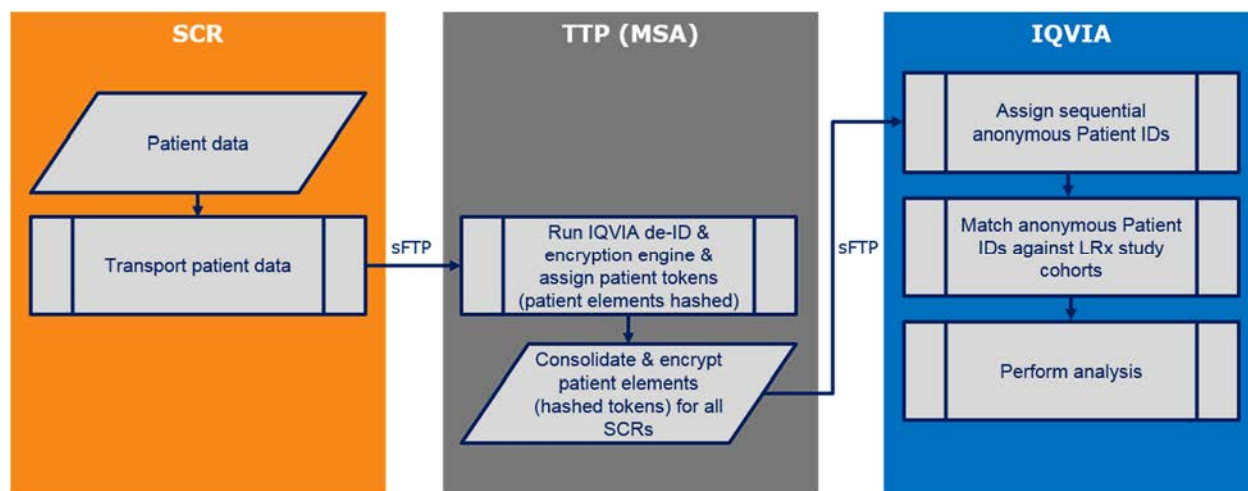 SCR
Patient data
Transport patient data
sFTP
TTP (MSA)
Run IQVIA de-ID &
encryption engine &
assign patient tokens
(patient elements hashed)
Consolidate & encrypt
patient elements
(hashed tokens) for all
SCRs
sFTP
IQVIA
Assign sequential
anonymous Patient IDs
Match anonymous Patient
IDs against LRx study
cohorts
Perform analysis